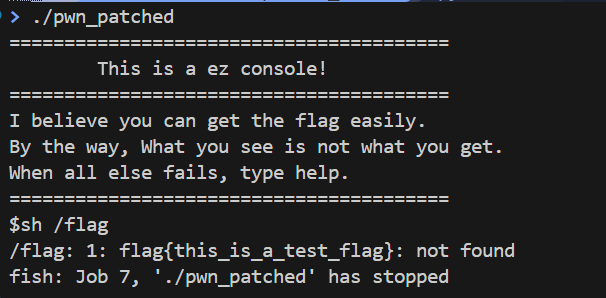 > ./pwn_patched
========================================
        This is a ez console!
========================================
I believe you can get the flag easily.
By the way, What you see is not what you get.
When all else fails, type help.
========================================
$sh /flag
/flag: 1: flag{this_is_a_test_flag}: not found
fish: Job 7, './pwn_patched' has stopped